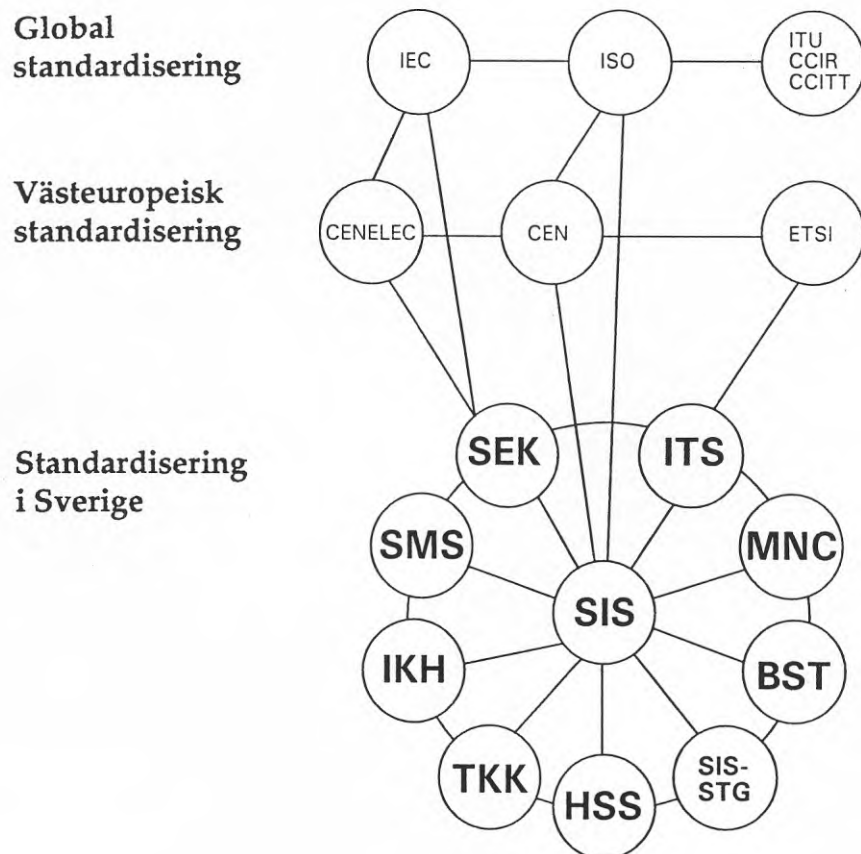 Global
standardisering
IEC
ISO
ITU
CCIR
CCITT
Västeuropeisk
standardisering
CENELEC
CEN
ETSI
Standardisering
i Sverige
SEK
ITS
SMS
MNC
SIS
IKH
BST
TKK
HSS
SIS-
STG